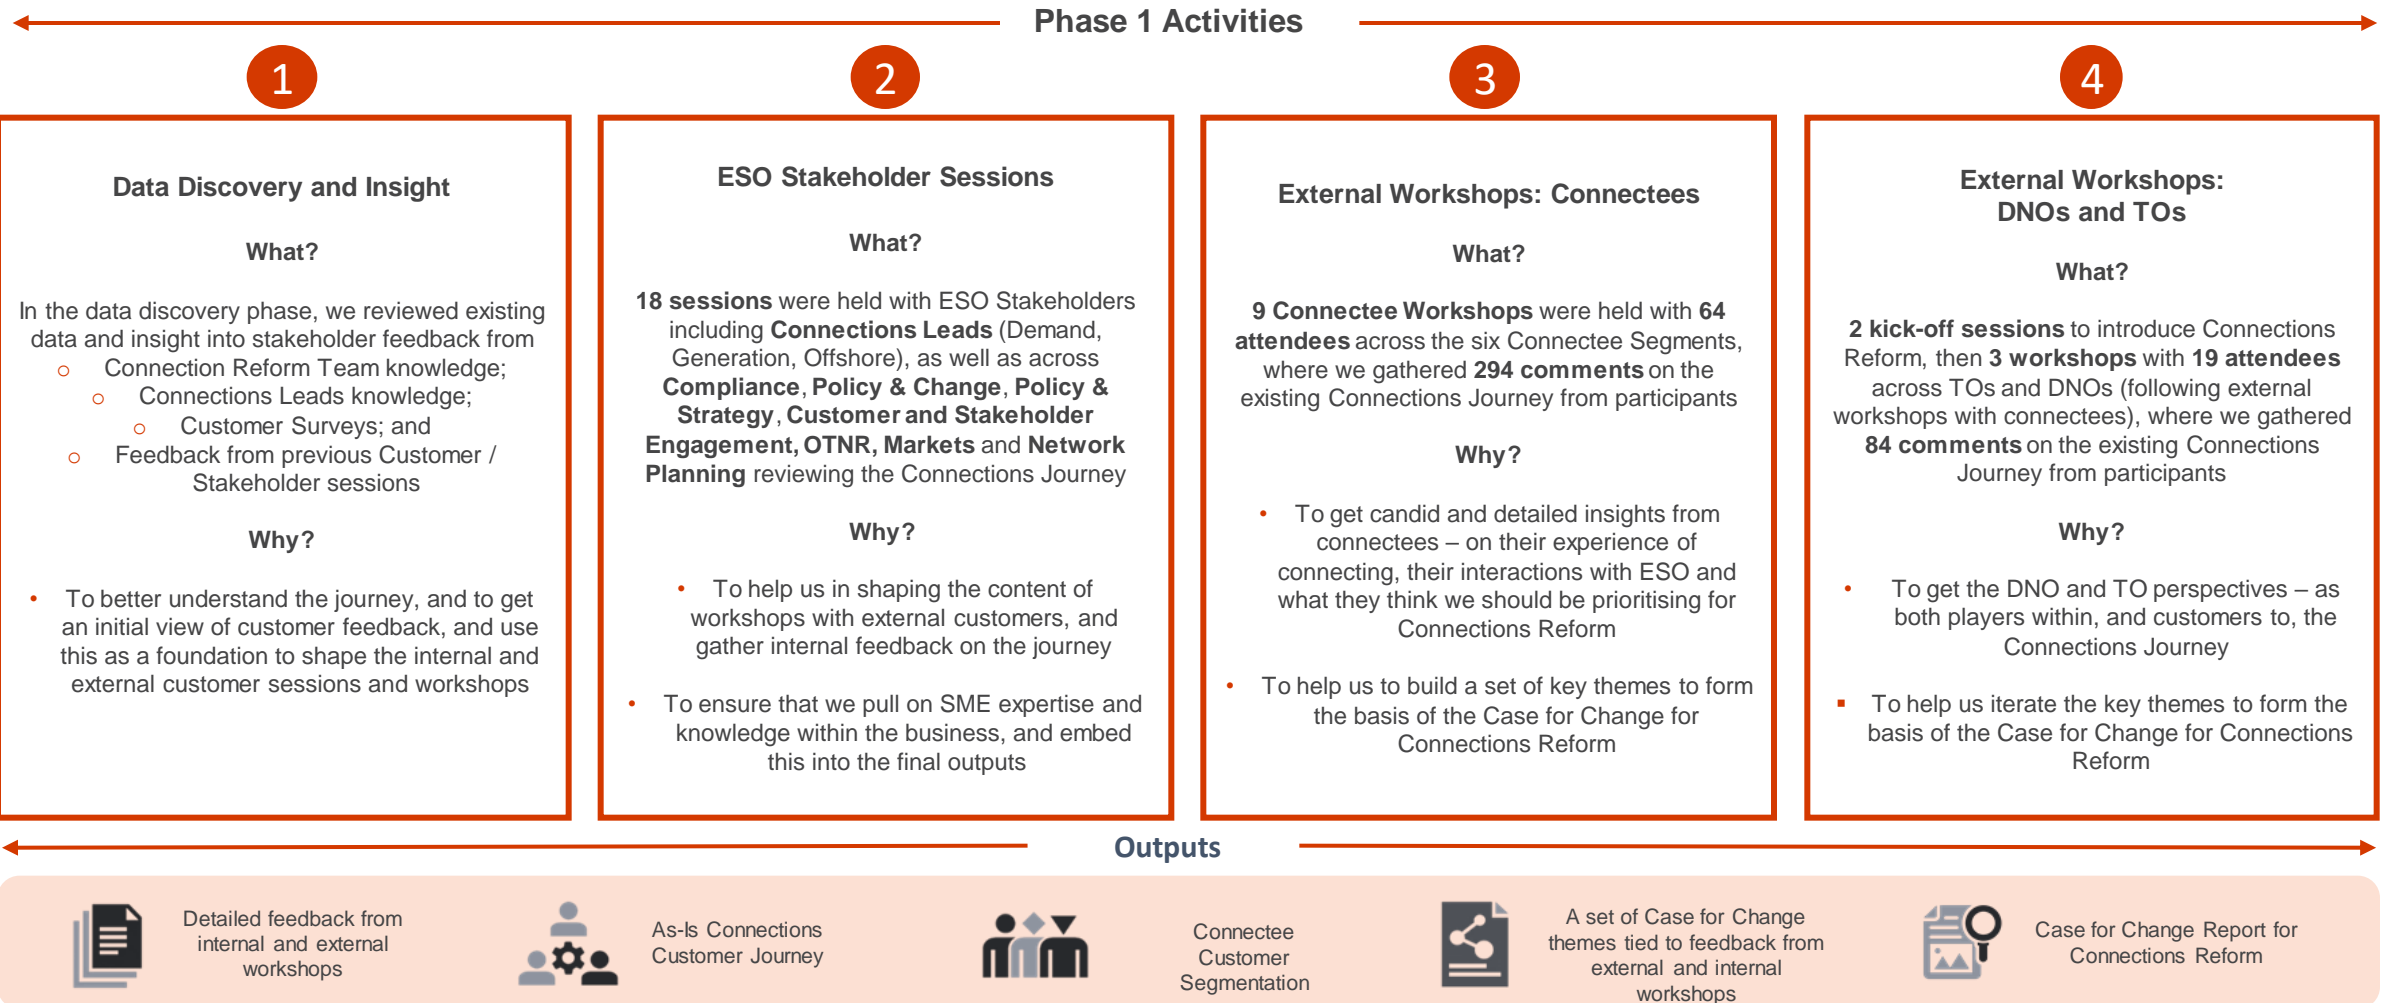 Phase 1 Activities
1
2
3
4
Data Discovery and Insight
What?
In the data discovery phase, we reviewed existing
data and insight into stakeholder feedback from
o Connection Reform Team knowledge;
o Connections Leads knowledge;
o Customer Surveys; and
o Feedback from previous Customer /
Stakeholder sessions
Why?
• To better understand the journey, and to get
an initial view of customer feedback, and use
this as a foundation to shape the internal and
external customer sessions and workshops
ESO Stakeholder Sessions
What?
18 sessions were held with ESO Stakeholders
including Connections Leads (Demand,
Generation, Offshore), as well as across
Compliance, Policy & Change, Policy &
Strategy, Customer and Stakeholder
Engagement, OTNR, Markets and Network
Planning reviewing the Connections Journey
Why?
• To help us in shaping the content of
workshops with external customers, and
gather internal feedback on the journey
• To ensure that we pull on SME expertise and
knowledge within the business, and embed
this into the final outputs
External Workshops: Connectees
What?
9 Connectee Workshops were held with 64
attendees across the six Connectee Segments,
where we gathered 294 comments on the
existing Connections Journey from participants
Why?
• To get candid and detailed insights from
connectees – on their experience of
connecting, their interactions with ESO and
what they think we should be prioritising for
Connections Reform
• To help us to build a set of key themes to form
the basis of the Case for Change for
Connections Reform
External Workshops:
DNOs and TOs
What?
2 kick-off sessions to introduce Connections
Reform, then 3 workshops with 19 attendees
across TOs and DNOs (following external
workshops with connectees), where we gathered
84 comments on the existing Connections
Journey from participants
Why?
• To get the DNO and TO perspectives – as
both players within, and customers to, the
Connections Journey
▪ To help us iterate the key themes to form the
basis of the Case for Change for Connections
Reform
Outputs
Detailed feedback from
internal and external
workshops
As-Is Connections
Customer Journey
Connectee
Customer
Segmentation
A set of Case for Change
themes tied to feedback from
external and internal
workshops
Case for Change Report for
Connections Reform